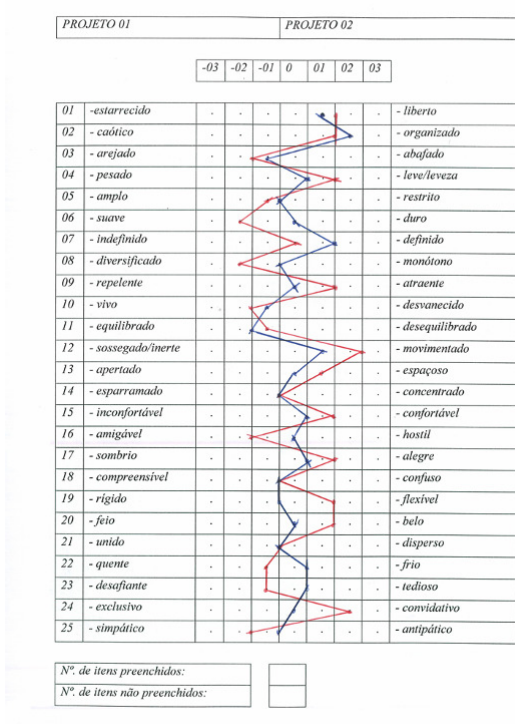 PROJETO 01 PROJETO 02
-03 -02 -01 0 01 02 03
01 -estarrecido - liberto
02 - caótico - organizado
03 - arejado - abafado
04 - pesado - leve/leveza
05 - amplo - restrito
06 - suave - duro
07 - indefinido - definido
08 - diversificado - monótono
09 - repelente - atraente
10 - vivo - desvanecido
11 - equilibrado - desequilibrado
12 - sossegado/inerte - movimentado
13 - apertado - espaçoso
14 - esparramado - concentrado
15 - inconfortável - confortável
16 - amigável - hostil
17 - sombrio - alegre
18 - compreensível - confuso
19 - rígido - flexível
20 - feio - belo
21 - unido - disperso
22 - quente - frio
23 - desafiante - tedioso
24 - exclusivo - convidativo
25 - simpático - antipático
Nº. de itens preenchidos:
Nº. de itens não preenchidos: